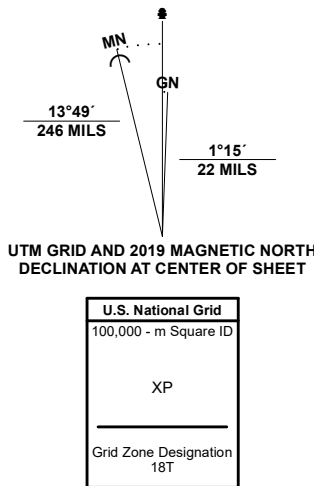 MN
GN
13°49´
246 MILS
1°15´
22 MILS
UTM GRID AND 2019 MAGNETIC NORTH
DECLINATION AT CENTER OF SHEET
U.S. National Grid
100,000 - m Square ID
XP
Grid Zone Designation
18T